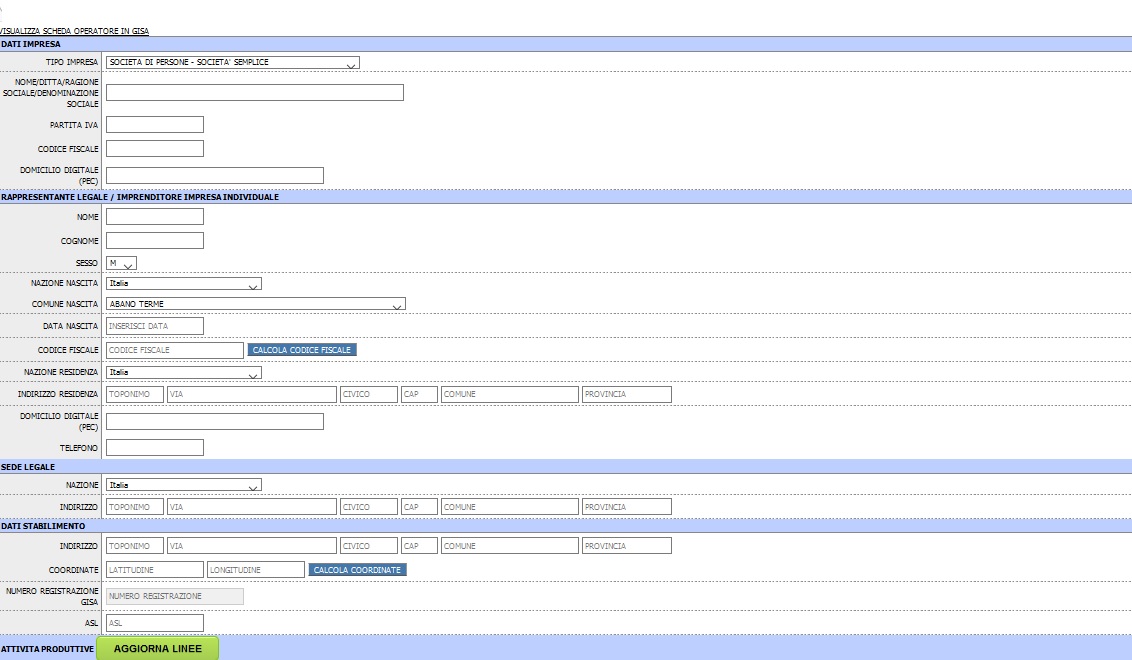 VISUALIZZA SCHEDA OPERATORE IN GISA
DATI IMPRESA
TIPO IMPRESA SOCIETA DI PERSONE - SOCIETA' SEMPLICE
NOME/DITTA/RAGIONE
SOCIALE/DENOMINAZIONE
SOCIALE
PARTITA IVA
CODICE FISCALE
DOMICILIO DIGITALE
(PEC)
RAPPRESENTANTE LEGALE / IMPRENDITORE IMPRESA INDIVIDUALE
NOME
COGNOME
SESSO M
NAZIONE NASCITA Italia
COMUNE NASCITA ABANO TERME
DATA NASCITA INSERISCI DATA
CODICE FISCALE CODICE FISCALE CALCOLA CODICE FISCALE
NAZIONE RESIDENZA Italia
INDIRIZZO RESIDENZA TOPONIMO VIA CIVICO CAP COMUNE PROVINCIA
DOMICILIO DIGITALE
(PEC)
TELEFONO
SEDE LEGALE
NAZIONE Italia
INDIRIZZO TOPONIMO VIA CIVICO CAP COMUNE PROVINCIA
DATI STABILIMENTO
INDIRIZZO TOPONIMO VIA CIVICO CAP COMUNE PROVINCIA
COORDINATE LATITUDINE LONGITUDINE CALCOLA COORDINATE
NUMERO REGISTRAZIONE
GISA NUMERO REGISTRAZIONE
ASL ASL
ATTIVITA PRODUTTIVE AGGIORNA LINEE